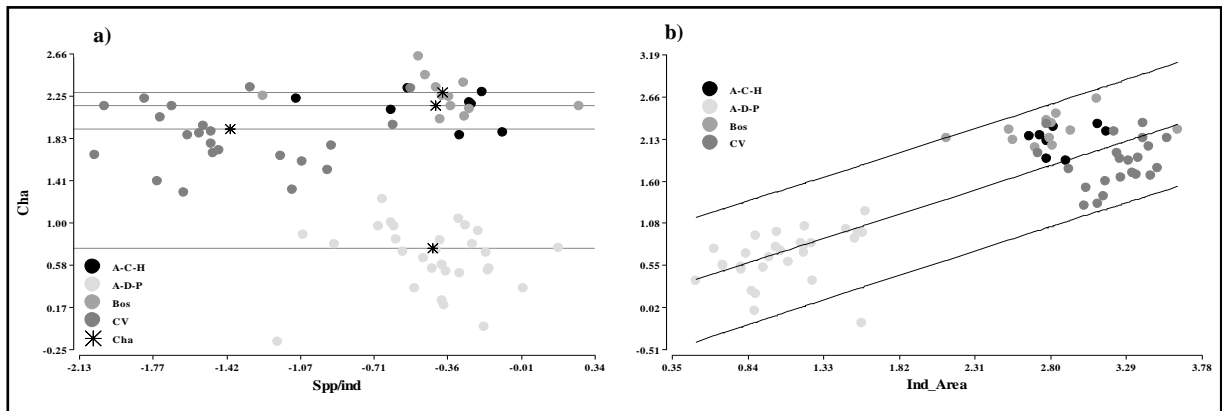 a)
2.66
2.25
1.83
1.41
1.00
0.58
0.17
-0.25
Cha
A-C-H
A-D-P
Bos
CV
Cha
-2.13
-1.77
-1.42
-1.07
-0.71
-0.36
-0.01
0.34
Spp/ind
b)
3.19
2.66
2.13
1.60
1.08
0.55
0.02
-0.51
A-C-H
A-D-P
Bos
CV
0.35
0.84
1.33
1.82
2.31
2.80
3.29
3.78
Ind_Area